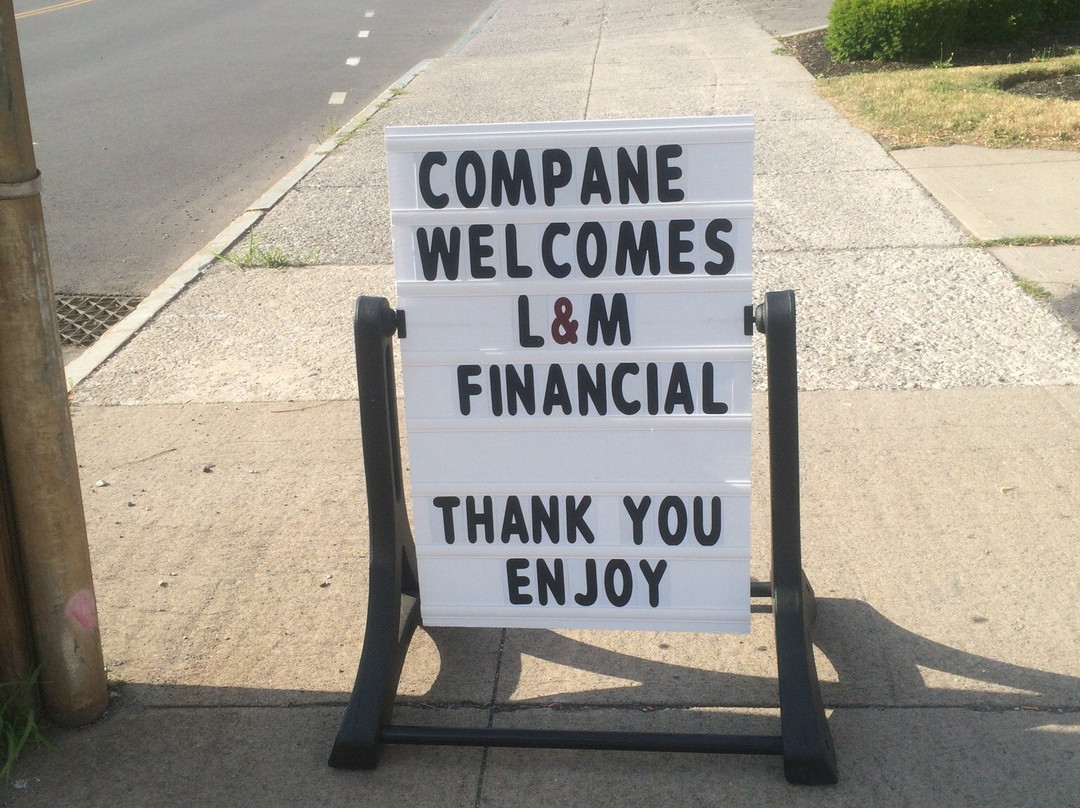 COMPANE
WELCOMES
L&M
FINANCIAL
THANK YOU
ENJOY